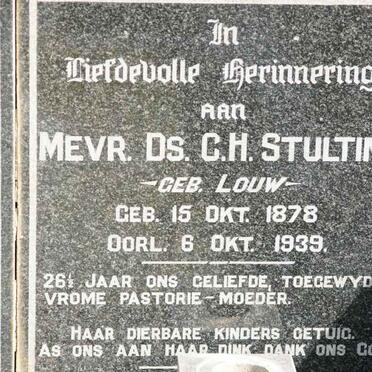 In
Liefdevolle Herinnering
AAN
MEVR. DS. C.H. STULTIN
-GEB. LOUW-
GEB. 15 OKT. 1878
OORL. 6 OKT. 1939.
26½ JAAR ONS GELIEFDE, TOEGEWYD
VROME PASTORIE-MOEDER.
HAAR DIERBARE KINDERS GETUIG.
AS ONS AAN HAAR DINK, DANK ONS GO